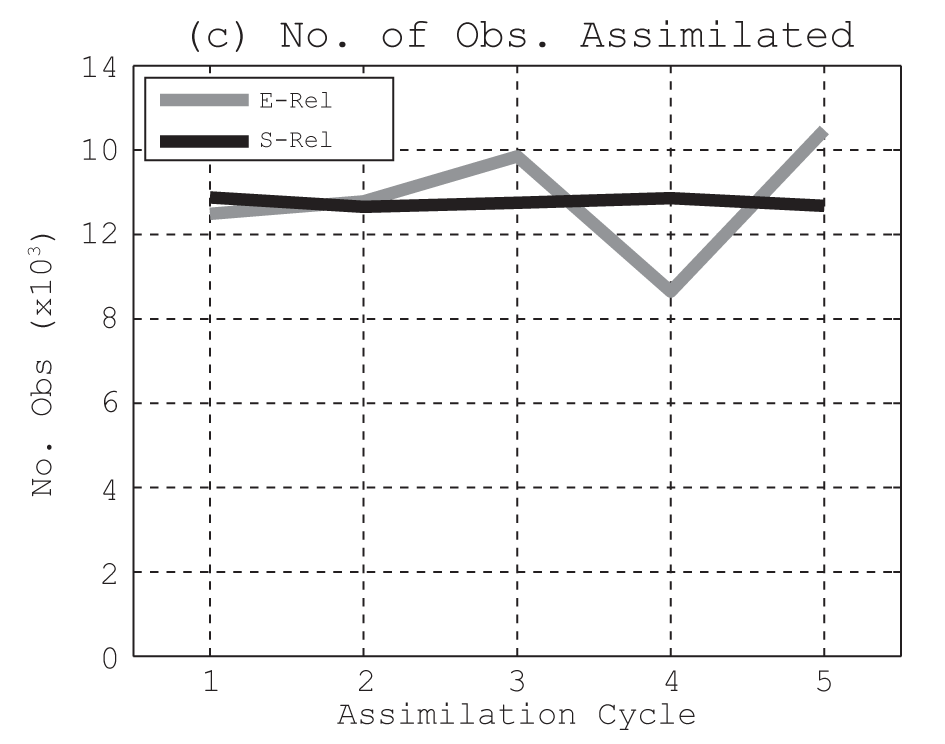 (c) No. of Obs. Assimilated
14
E-Rel
S-Rel
10
12
8
6
4
2
0
No. Obs (x10³)
1 2 3 4 5
Assimilation Cycle